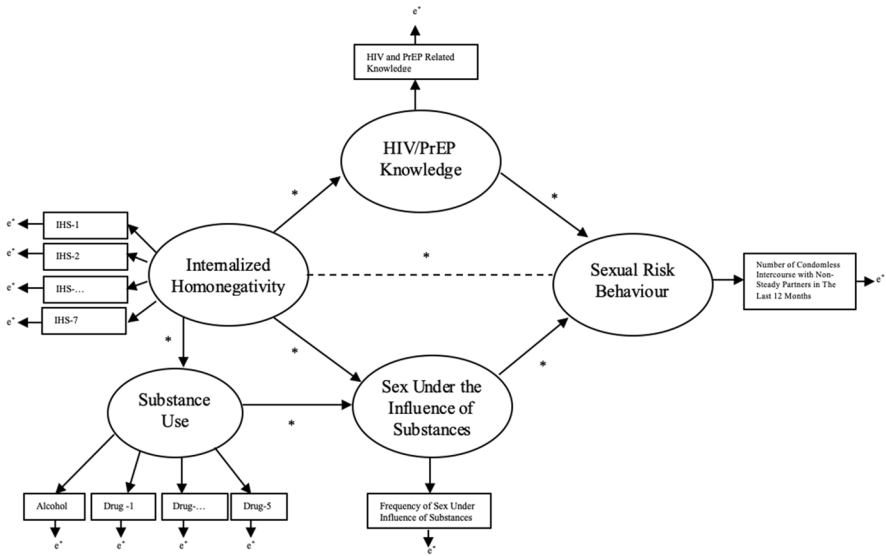 e*
HIV and PrEP Related
Knowledge
HIV/PrEP
Knowledge
*
*
e*
IHS-1
e*
IHS-2
e*
IHS-...
e*
IHS-7
Internalized
Homonegativity
*
Sexual Risk
Behaviour
Number of Condomless
Intercourse with Non-
Steady Partners in The
Last 12 Months
e*
*
*
*
Substance
Use
*
Sex Under the
Influence of
Substances
Alcohol
Drug -1
Drug-...
Drug-5
Frequency of Sex Under
Influence of Substances
e*
e*
e*
e*
e*